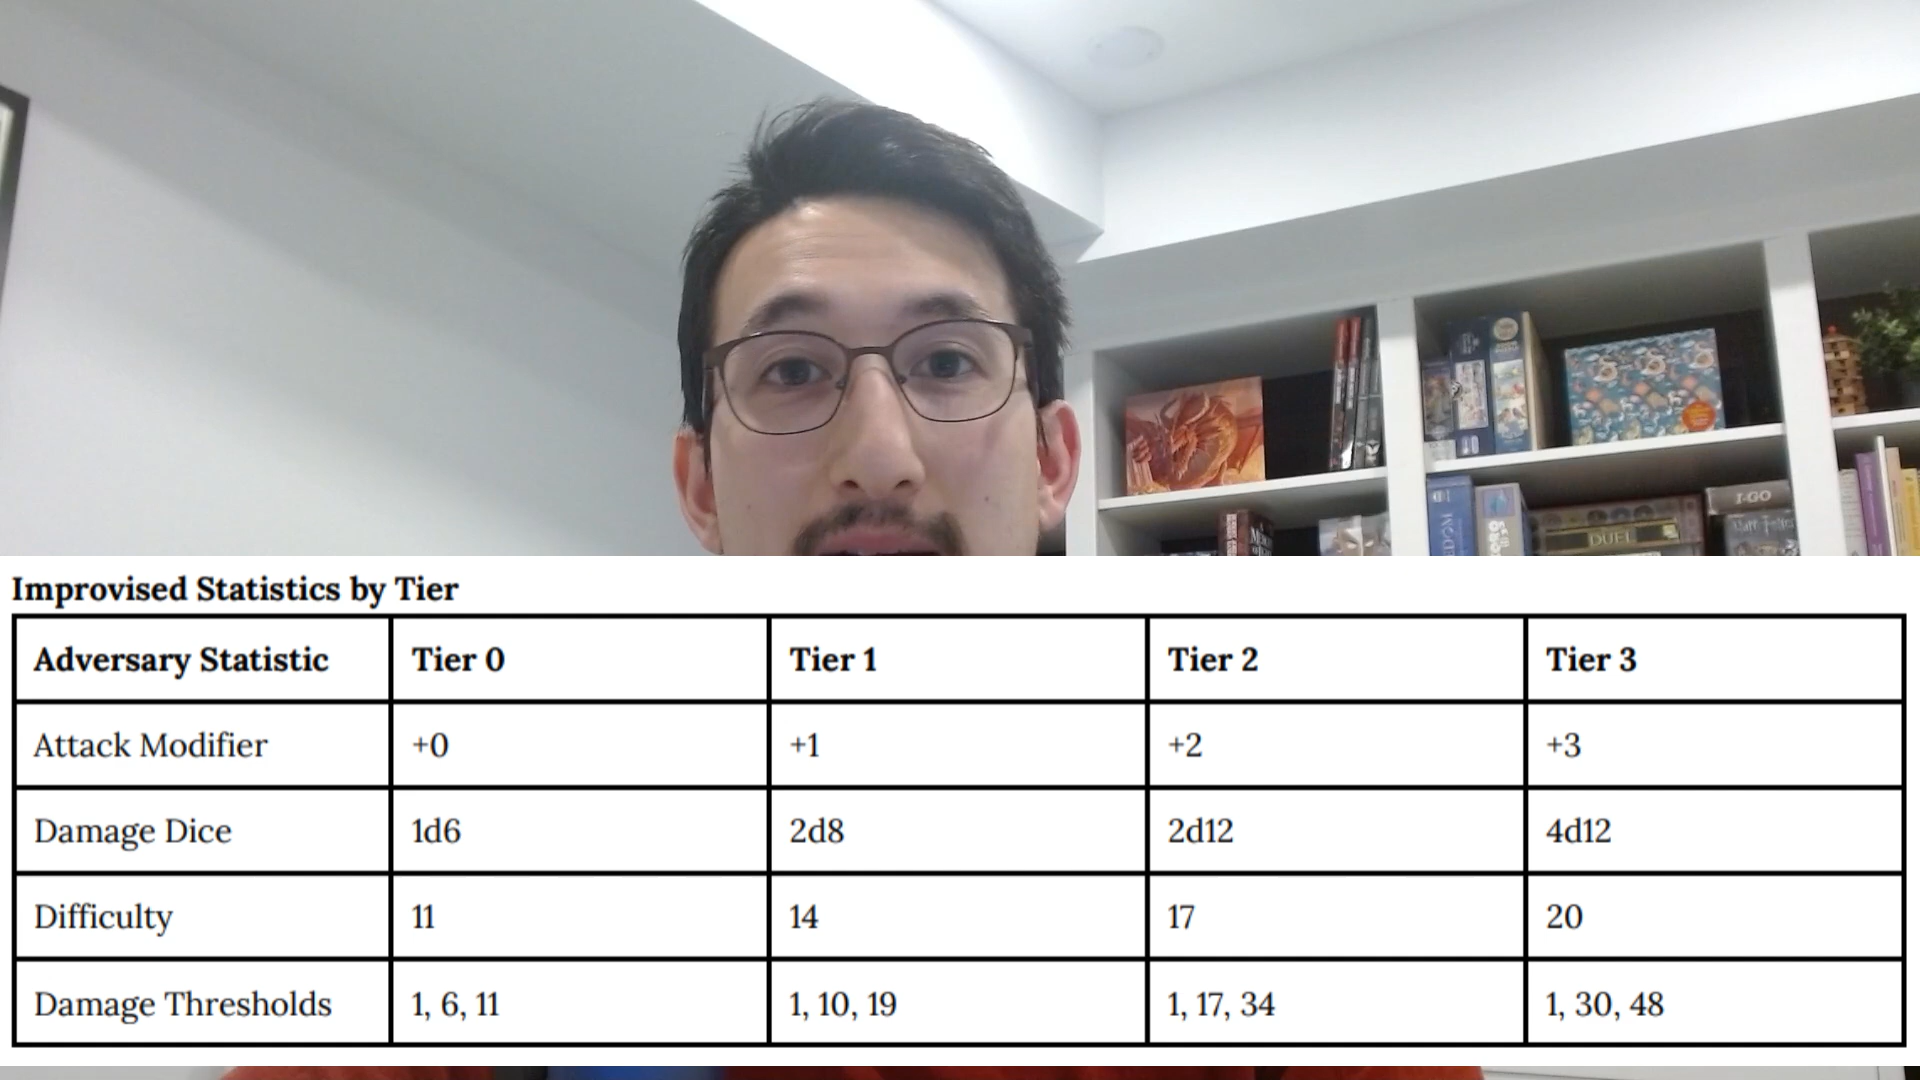 I-GO
DUEL
Improvised Statistics by Tier
Adversary Statistic Tier 0 Tier 1 Tier 2 Tier 3
Attack Modifier +0 +1 +2 +3
Damage Dice 1d6 2d8 2d12 4d12
Difficulty 11 14 17 20
Damage Thresholds 1, 6, 11 1, 10, 19 1, 17, 34 1, 30, 48